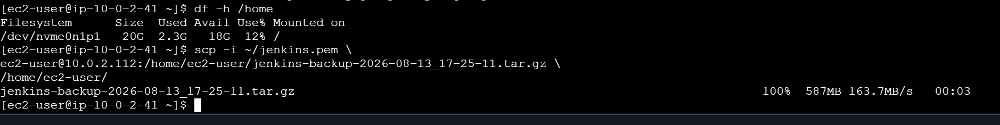 [ec2-user@ip-10-0-2-41 ~]$ df -h /home
Filesystem      Size  Used Avail Use% Mounted on
/dev/nvme0n1p1   20G  2.3G   18G  12% /
[ec2-user@ip-10-0-2-41 ~]$ scp -i ~/jenkins.pem \
ec2-user@10.0.2.112:/home/ec2-user/jenkins-backup-2026-08-13_17-25-11.tar.gz \
/home/ec2-user/
jenkins-backup-2026-08-13_17-25-11.tar.gz                                                                  100%  587MB 163.7MB/s   00:03
[ec2-user@ip-10-0-2-41 ~]$